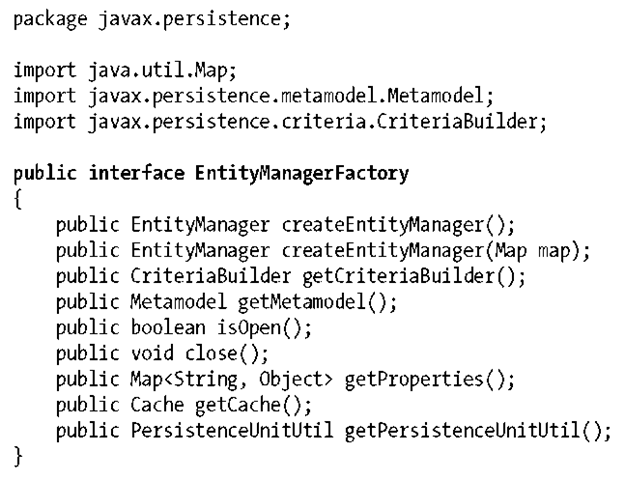 package javax.persistence;
import java.util.Map;
import javax.persistence.metamodel.Metamodel;
import javax.persistence.criteria.CriteriaBuilder;
public interface EntityManagerFactory
{
public EntityManager createEntityManager();
public EntityManager createEntityManager(Map map);
public CriteriaBuilder getCriteriaBuilder();
public Metamodel getMetamodel();
public boolean isOpen();
public void close();
public Map<String, Object> getProperties();
public Cache getCache();
public PersistenceUnitUtil getPersistenceUnitUtil();
}